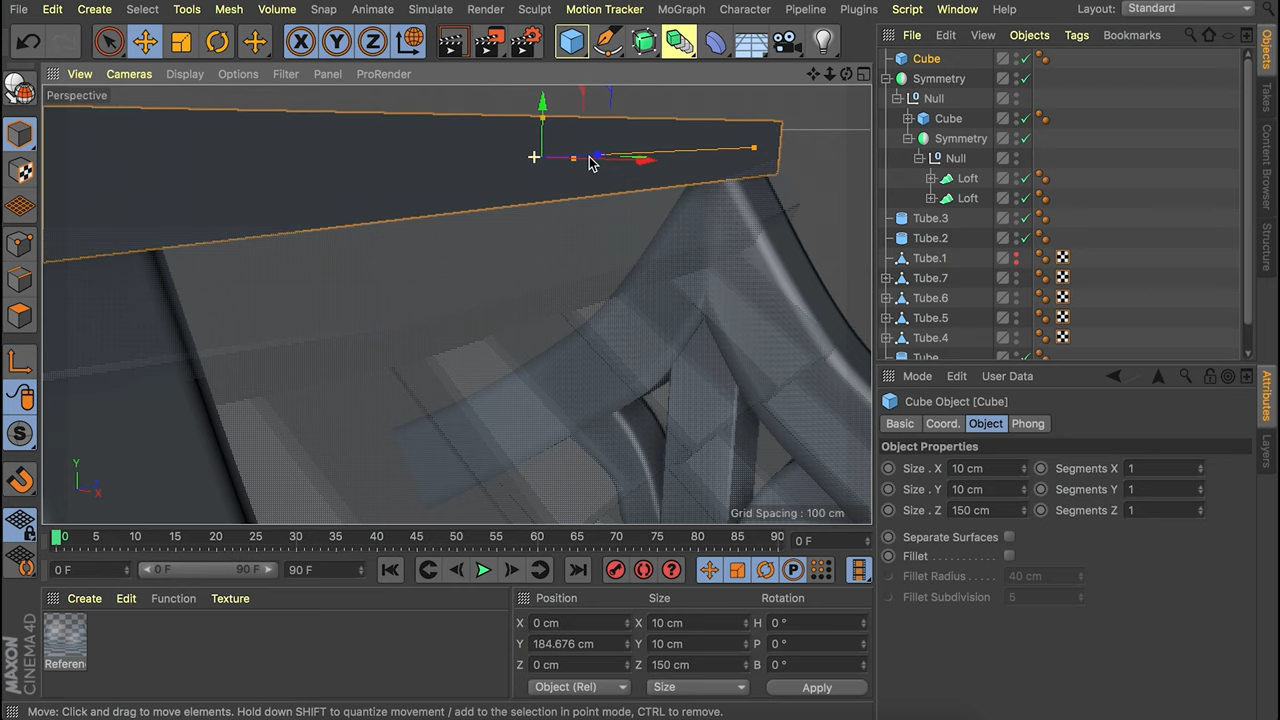 File Edit Create Select Tools Mesh Volume Snap Animate Simulate Render Sculpt Motion Tracker MoGraph Character Pipeline Plugins Script Window Help Layout: Standard
X Y Z
File Edit View Objects Tags Bookmarks
View Cameras Display Options Filter Panel ProRender
Perspective
Cube
Symmetry
Null
Cube
Symmetry
Null
Loft
Loft
Tube.3
Tube.2
Tube.1
Tube.7
Tube.6
Tube.5
Tube.4
Tube
Objects
Takes
Content Browser
Structure
Mode Edit User Data
Cube Object [Cube]
Basic Coord. Object Phong
Object Properties
Size . X 10 cm Segments X 1
Size . Y 10 cm Segments Y 1
Size . Z 150 cm Segments Z 1
Separate Surfaces
Fillet
Fillet Radius 40 cm
Fillet Subdivision 5
Attributes
Layers
Y
Z
X
Grid Spacing : 100 cm
0 5 10 15 20 25 30 35 40 45 50 55 60 65 70 75 80 85 90 0 F
0 F 0 F 90 F 90 F
Create Edit Function Texture
Referen
Position Size Rotation
X 0 cm X 10 cm H 0 °
Y 184.676 cm Y 10 cm P 0 °
Z 0 cm Z 150 cm B 0 °
Object (Rel) Size Apply
MAXON
CINEMA 4D
Move: Click and drag to move elements. Hold down SHIFT to quantize movement / add to the selection in point mode, CTRL to remove.